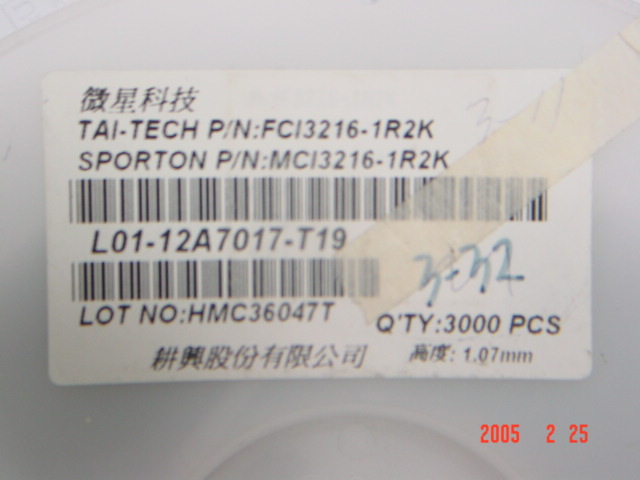 微星科技
TAI-TECH P/N:FCI3216-1R2K
SPORTON P/N:MCI3216-1R2K
L01-12A7017-T19
3-32
LOT NO:HMC36047T
Q'TY:3000 PCS
耕興股份有限公司
高度: 1.07mm
2005 2 25